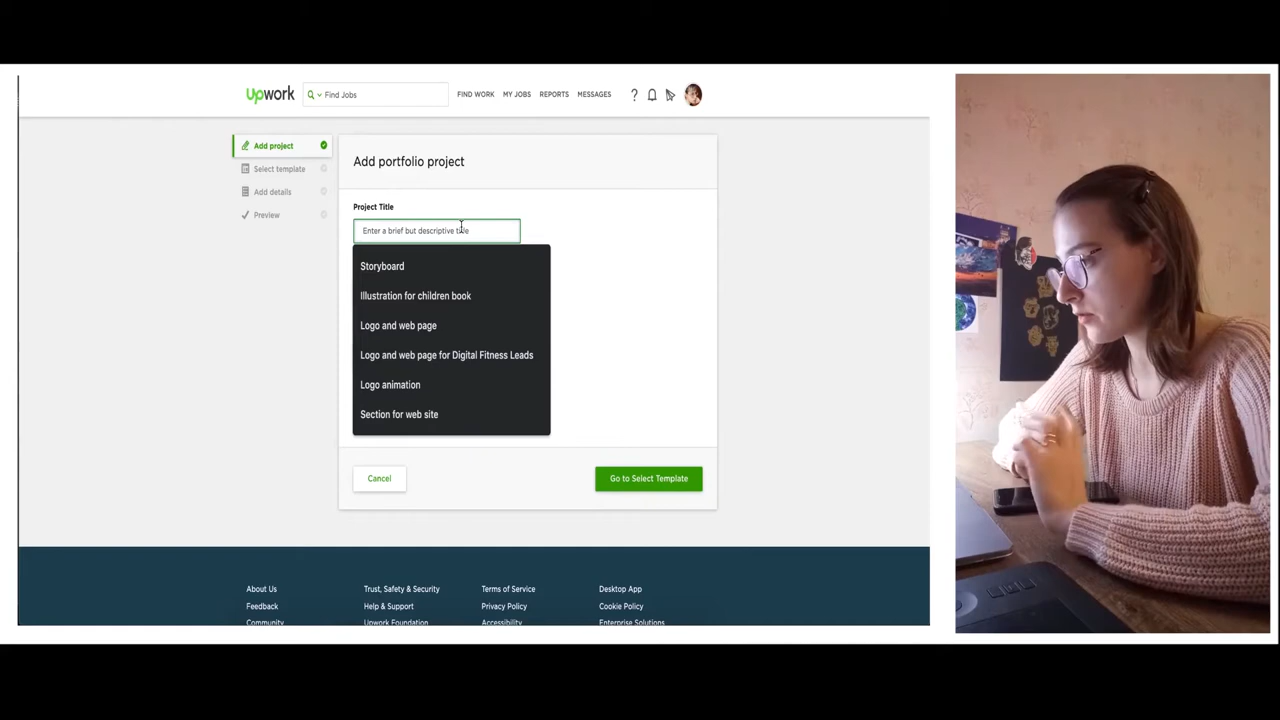 upwork
Find Jobs
FIND WORK
MY JOBS
REPORTS
MESSAGES
?
Add project
Select template
Add details
Preview
Add portfolio project
Project Title
Enter a brief but descriptive title
Storyboard
Illustration for children book
Logo and web page
Logo and web page for Digital Fitness Leads
Logo animation
Section for web site
Cancel
Go to Select Template
About Us
Trust, Safety & Security
Terms of Service
Desktop App
Feedback
Help & Support
Privacy Policy
Cookie Policy
Community
Upwork Foundation
Accessibility
Enterprise Solutions